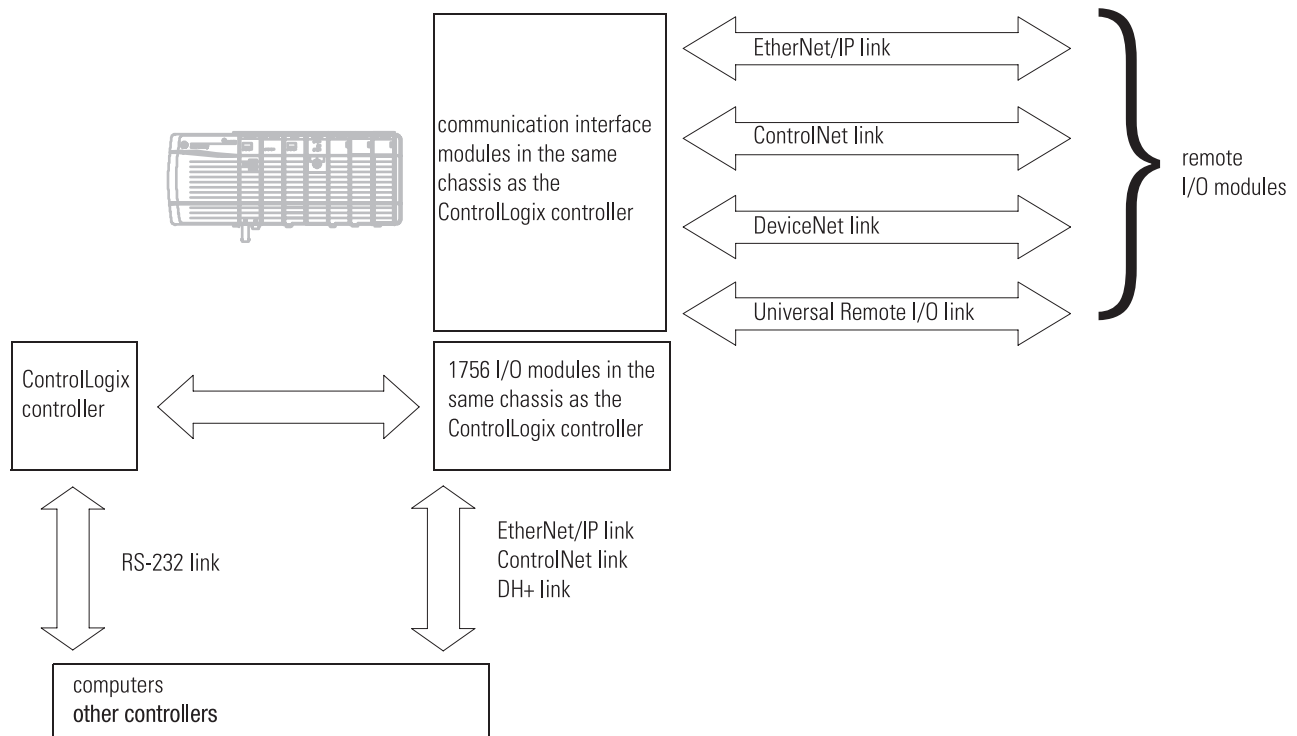 EtherNet/IP link
communication interface
modules in the same
chassis as the
ControlLogix controller
ControlNet link
remote
I/O modules
DeviceNet link
Universal Remote I/O link
ControlLogix
controller
1756 I/O modules in the
same chassis as the
ControlLogix controller
RS-232 link
EtherNet/IP link
ControlNet link
DH+ link
computers
other controllers